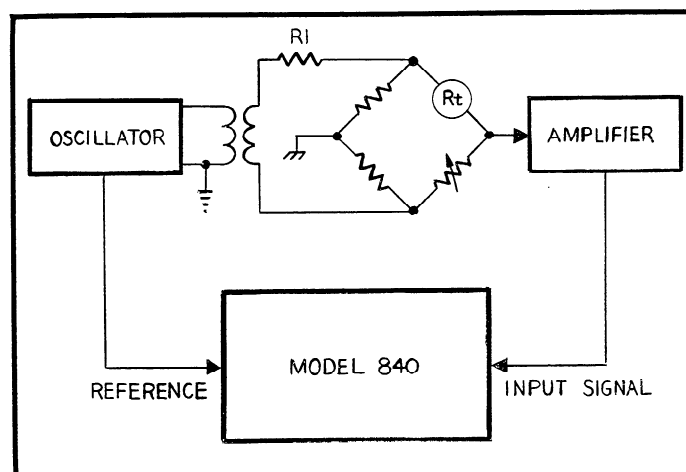 R1
Rt
OSCILLATOR
AMPLIFIER
MODEL 840
REFERENCE
INPUT SIGNAL